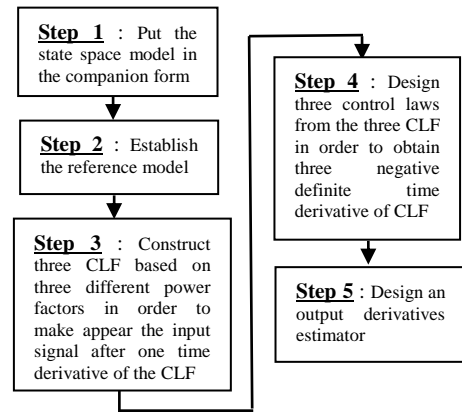 Step 1 : Put the
state space model in
the companion form
Step 2 : Establish
the reference model
Step 3 : Construct
three CLF based on
three different power
factors in order to
make appear the input
signal after one time
derivative of the CLF
Step 4 : Design
three control laws
from the three CLF
in order to obtain
three negative
definite time
derivative of CLF
Step 5 : Design an
output derivatives
estimator